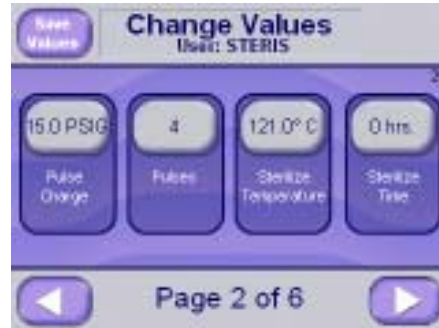 Save
Values
Change Values
User: STERIS
2
15.0 PSIG
4
121.0° C
0 hrs.
Pulse
Charge
Pulses
Sterilize
Temperature
Sterilize
Time
Page 2 of 6